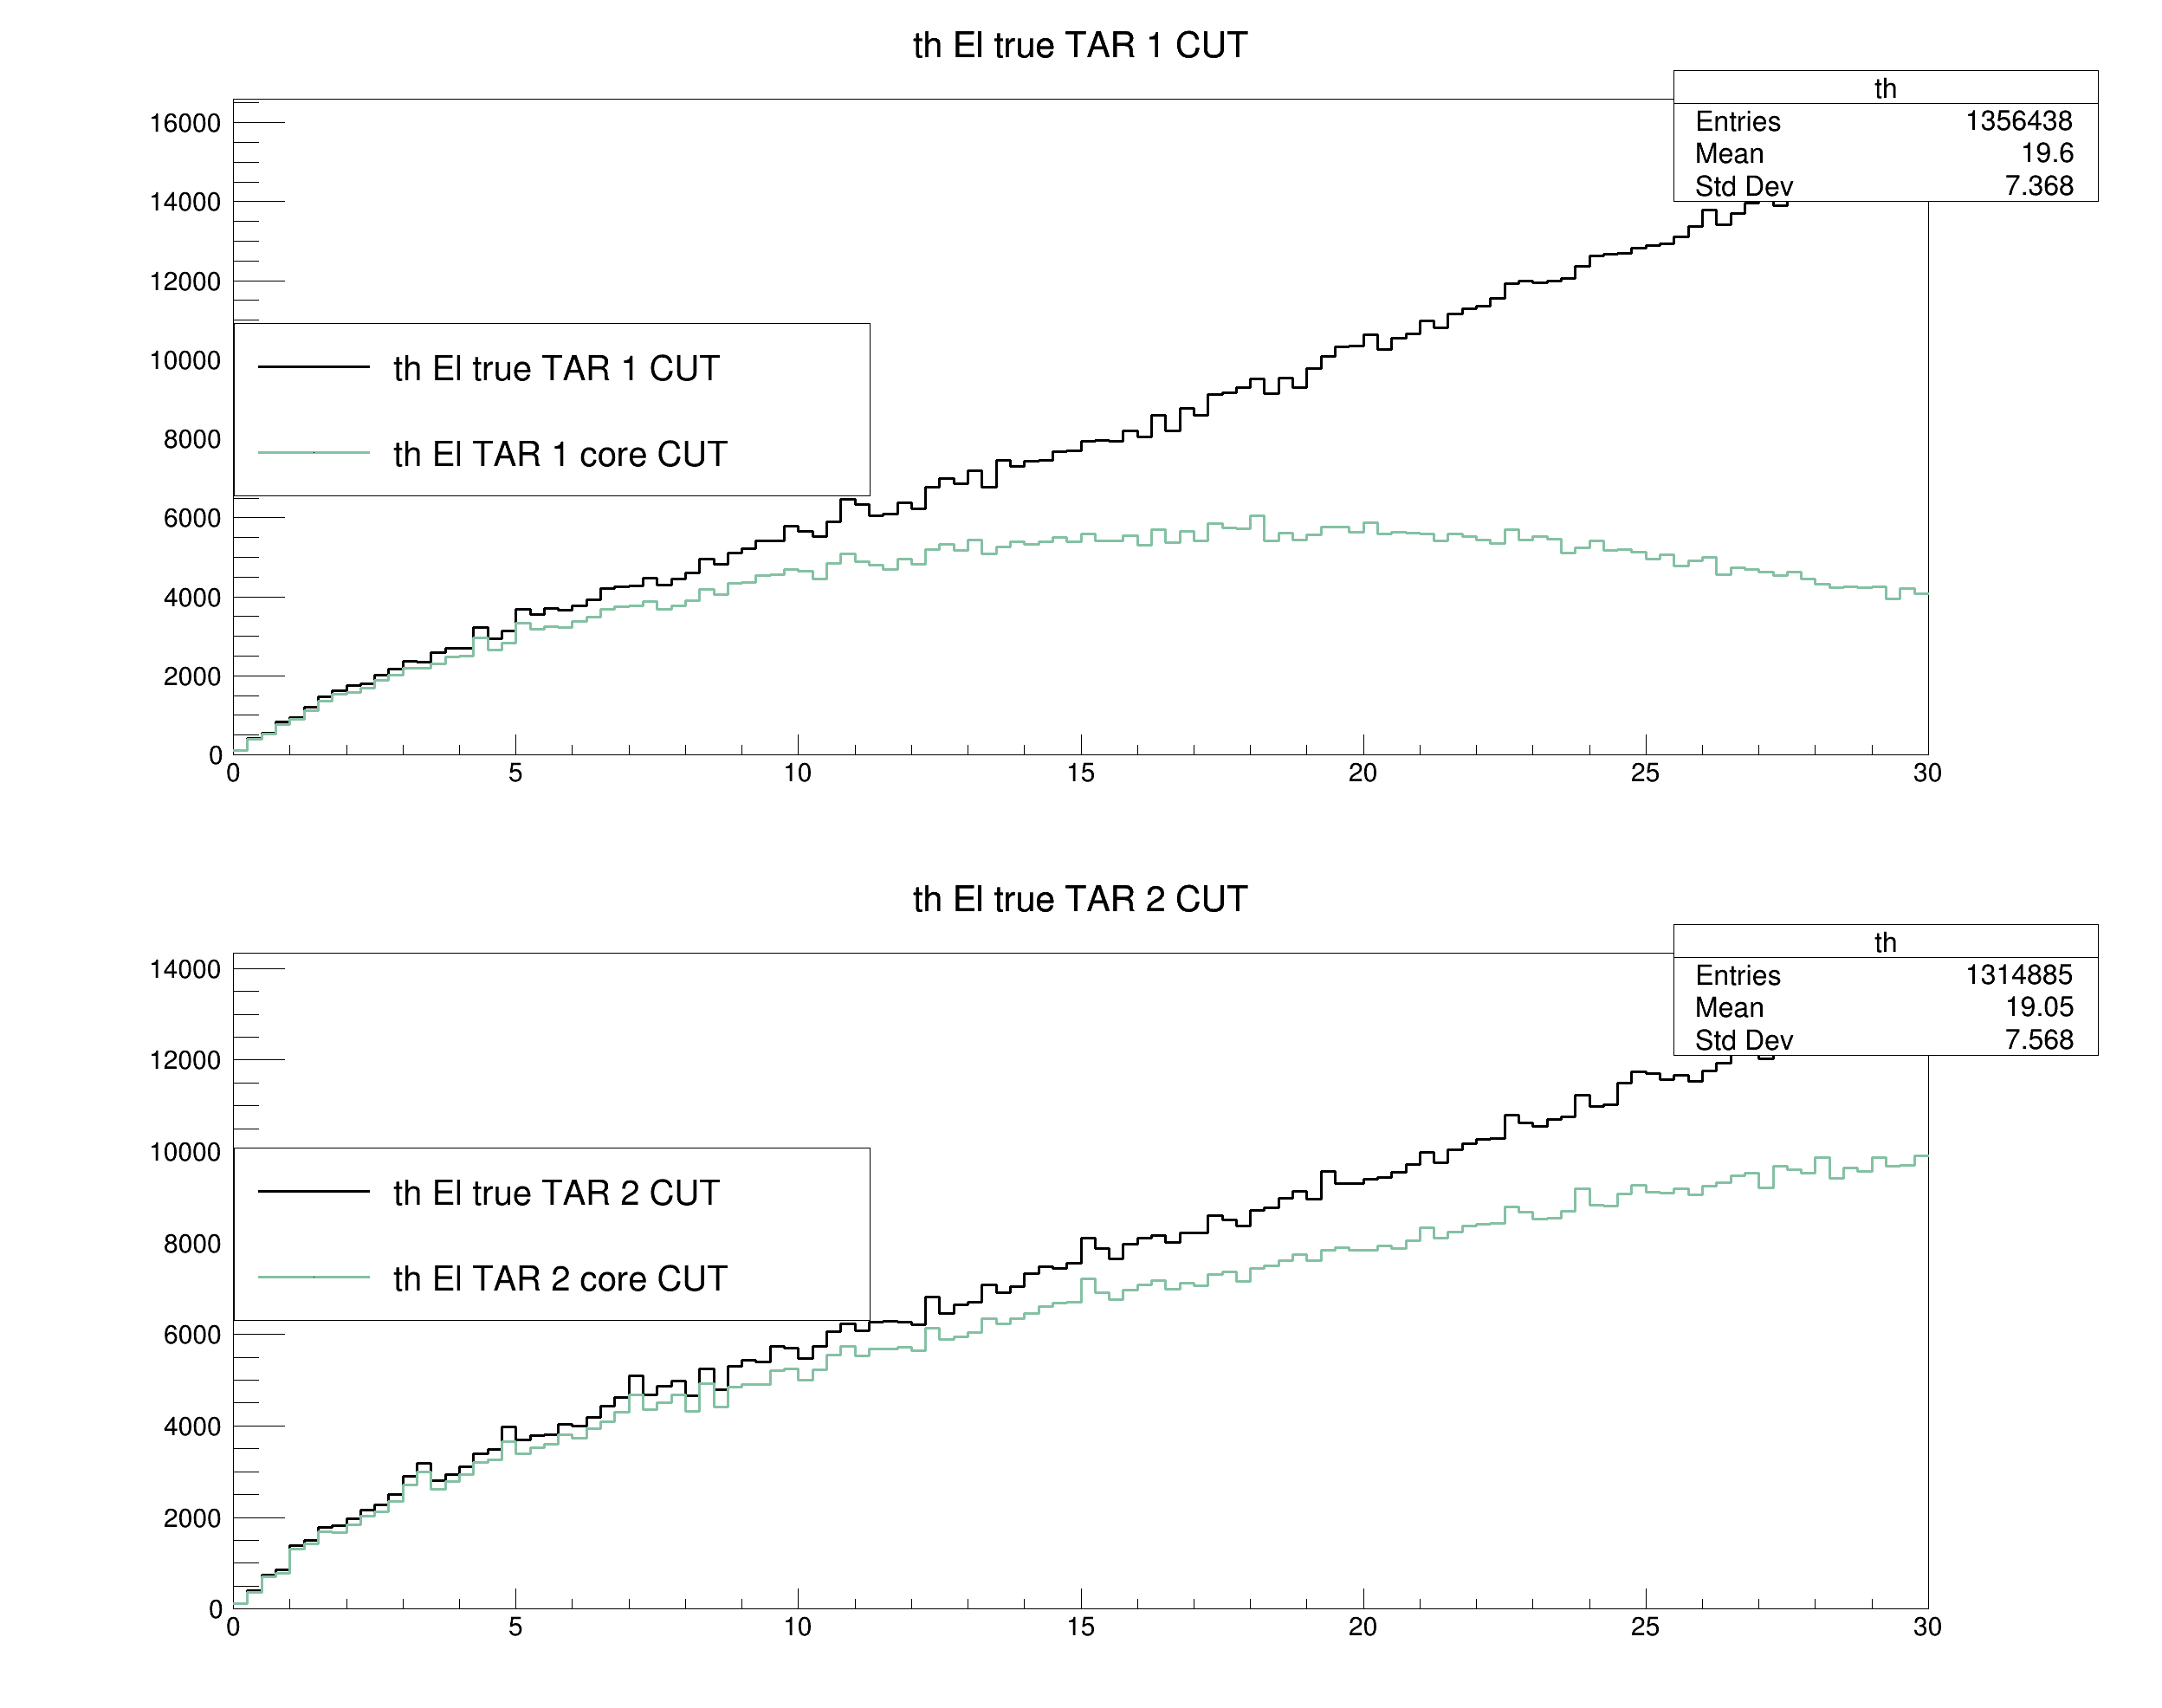 th El true TAR 1 CUT
th
Entries 1356438
Mean 19.6
Std Dev 7.368
16000
14000
12000
10000
8000
6000
4000
2000
0
th El true TAR 1 CUT
th El TAR 1 core CUT
0 5 10 15 20 25 30
th El true TAR 2 CUT
th
Entries 1314885
Mean 19.05
Std Dev 7.568
14000
12000
10000
8000
6000
4000
2000
0
th El true TAR 2 CUT
th El TAR 2 core CUT
0 5 10 15 20 25 30